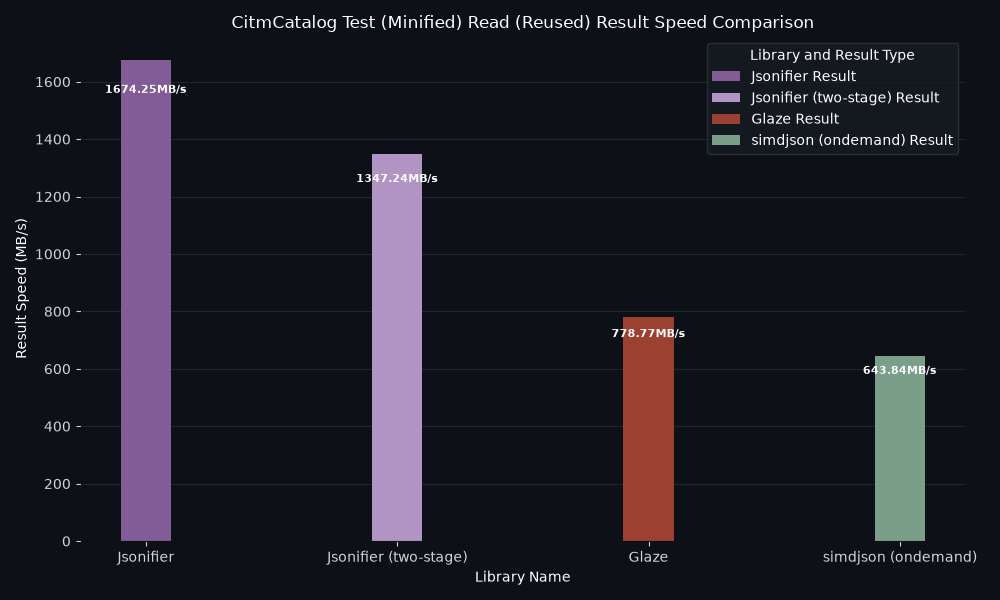 CitmCatalog Test (Minified) Read (Reused) Result Speed Comparison
Library and Result Type
Jsonifier Result
Jsonifier (two-stage) Result
Glaze Result
simdjson (ondemand) Result
Result Speed (MB/s)
1600
1400
1200
1000
800
600
400
200
0
1674.25MB/s
1347.24MB/s
778.77MB/s
643.84MB/s
Jsonifier
Jsonifier (two-stage)
Glaze
simdjson (ondemand)
Library Name